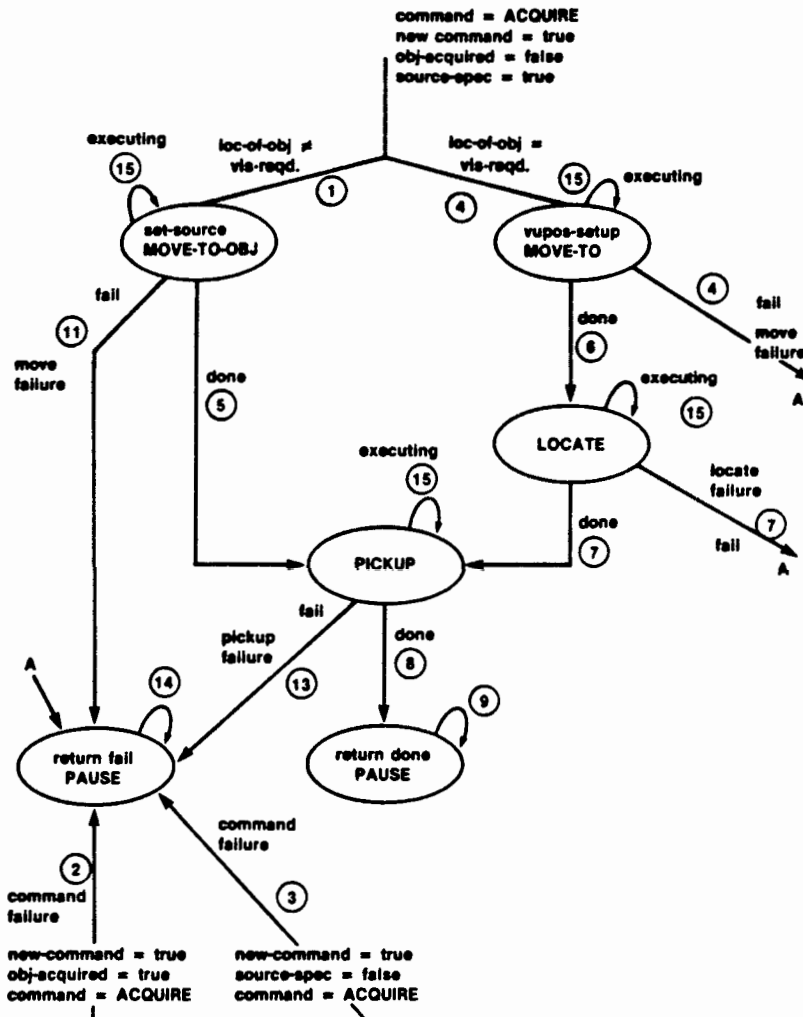 command = ACQUIRE
new command = true
obj-acquired = false
source-spec = true
executing
15
loc-of-obj ≠
vis-reqd.
1
loc-of-obj =
vis-reqd.
4
15
executing
set-source
MOVE-TO-OBJ
vupos-setup
MOVE-TO
fail
11
move
failure
done
5
done
6
4
fail
move
failure
A
executing
15
LOCATE
locate
failure
7
fail
A
executing
15
done
7
PICKUP
fail
pickup
failure
13
done
8
A
14
9
return fail
PAUSE
return done
PAUSE
2
command
failure
command
failure
3
new-command = true
obj-acquired = true
command = ACQUIRE
new-command = true
source-spec = false
command = ACQUIRE